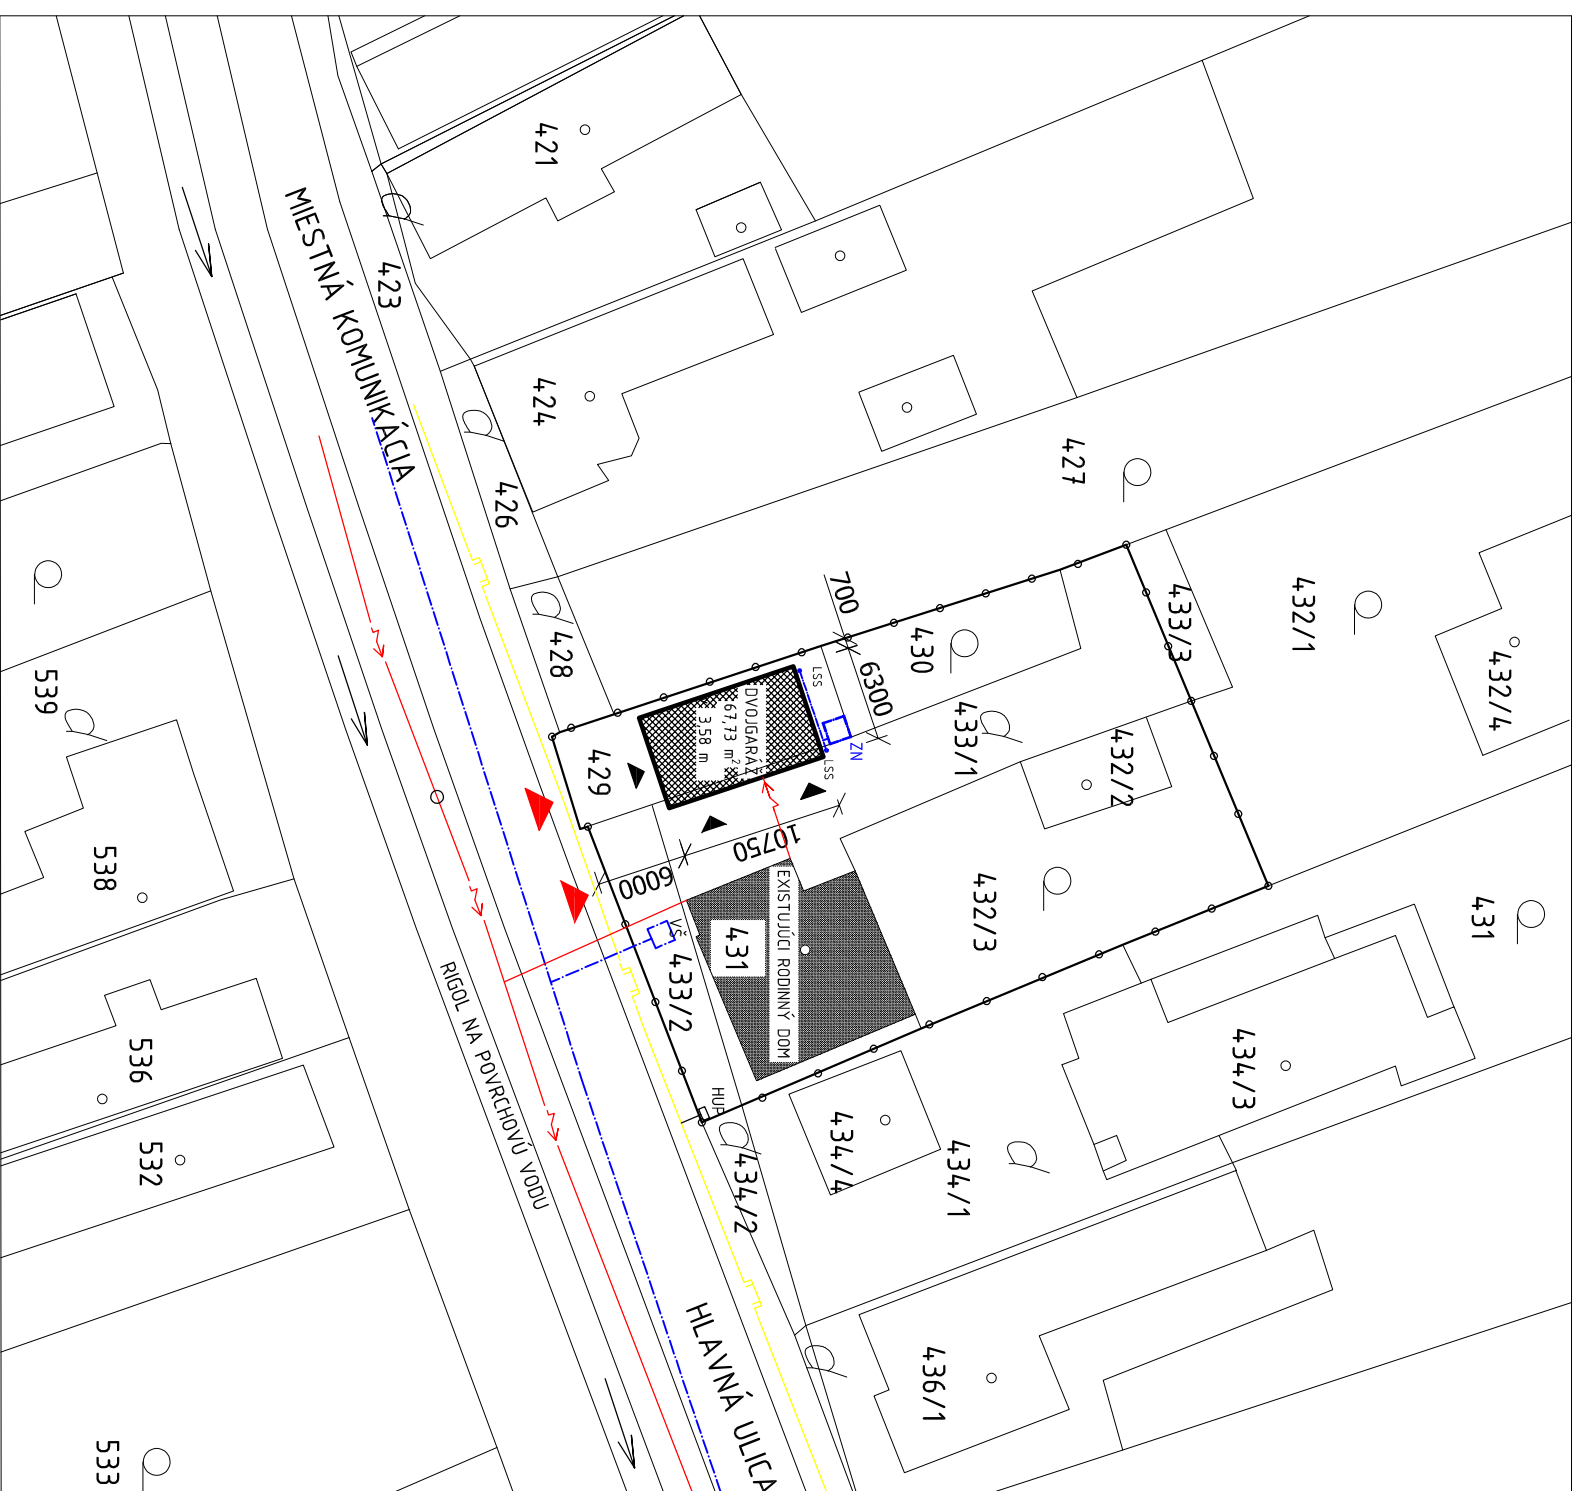 421
423
MIESTNÁ KOMUNIKÁCIA
424
426
427
428
429
430
700
6300
LSS
ZN
LSS
DVOJGARÁŽ
67,73 m²
3,58 m
10750
6000
433/3
433/1
432/1
432/4
432/2
432/3
431
EXISTUJÚCI RODINNÝ DOM
431
VŠ
433/2
HUP
434/3
434/4
434/1
434/2
436/1
HLAVNÁ ULICA
RIGOL NA POVRCHOVÚ VODU
539
538
536
532
533